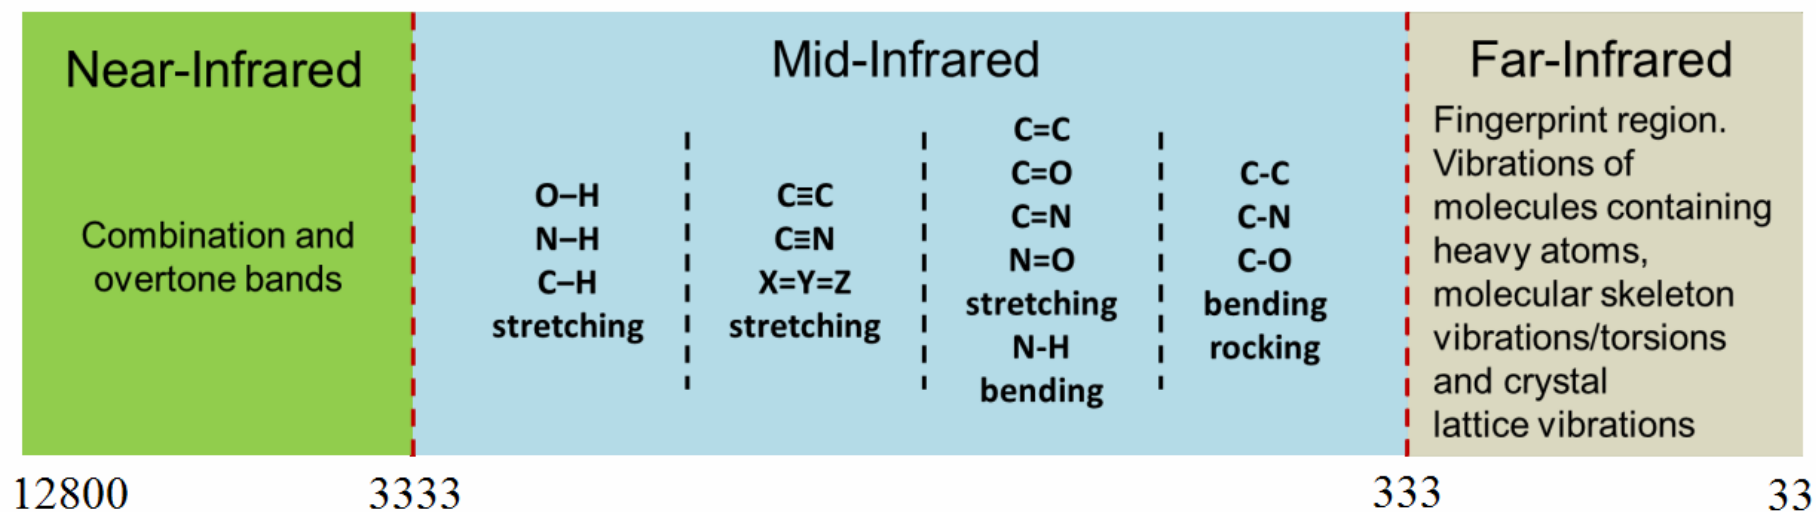 Near-Infrared
Combination and
overtone bands
Mid-Infrared
O–H
N–H
C–H
stretching
C≡C
C≡N
X=Y=Z
stretching
C=C
C=O
C=N
N=O
stretching
N-H
bending
C-C
C-N
C-O
bending
rocking
Far-Infrared
Fingerprint region.
Vibrations of
molecules containing
heavy atoms,
molecular skeleton
vibrations/torsions
and crystal
lattice vibrations
12800
3333
333
33